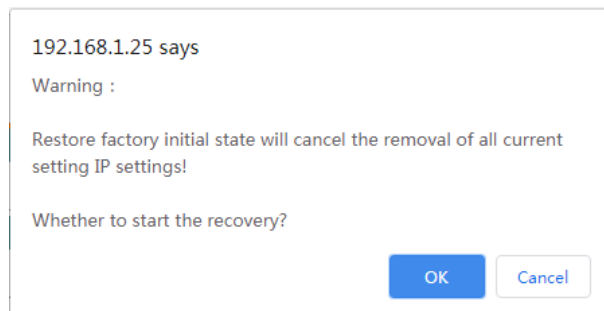 192.168.1.25 says
Warning :
Restore factory initial state will cancel the removal of all current
setting IP settings!
Whether to start the recovery?
OK
Cancel